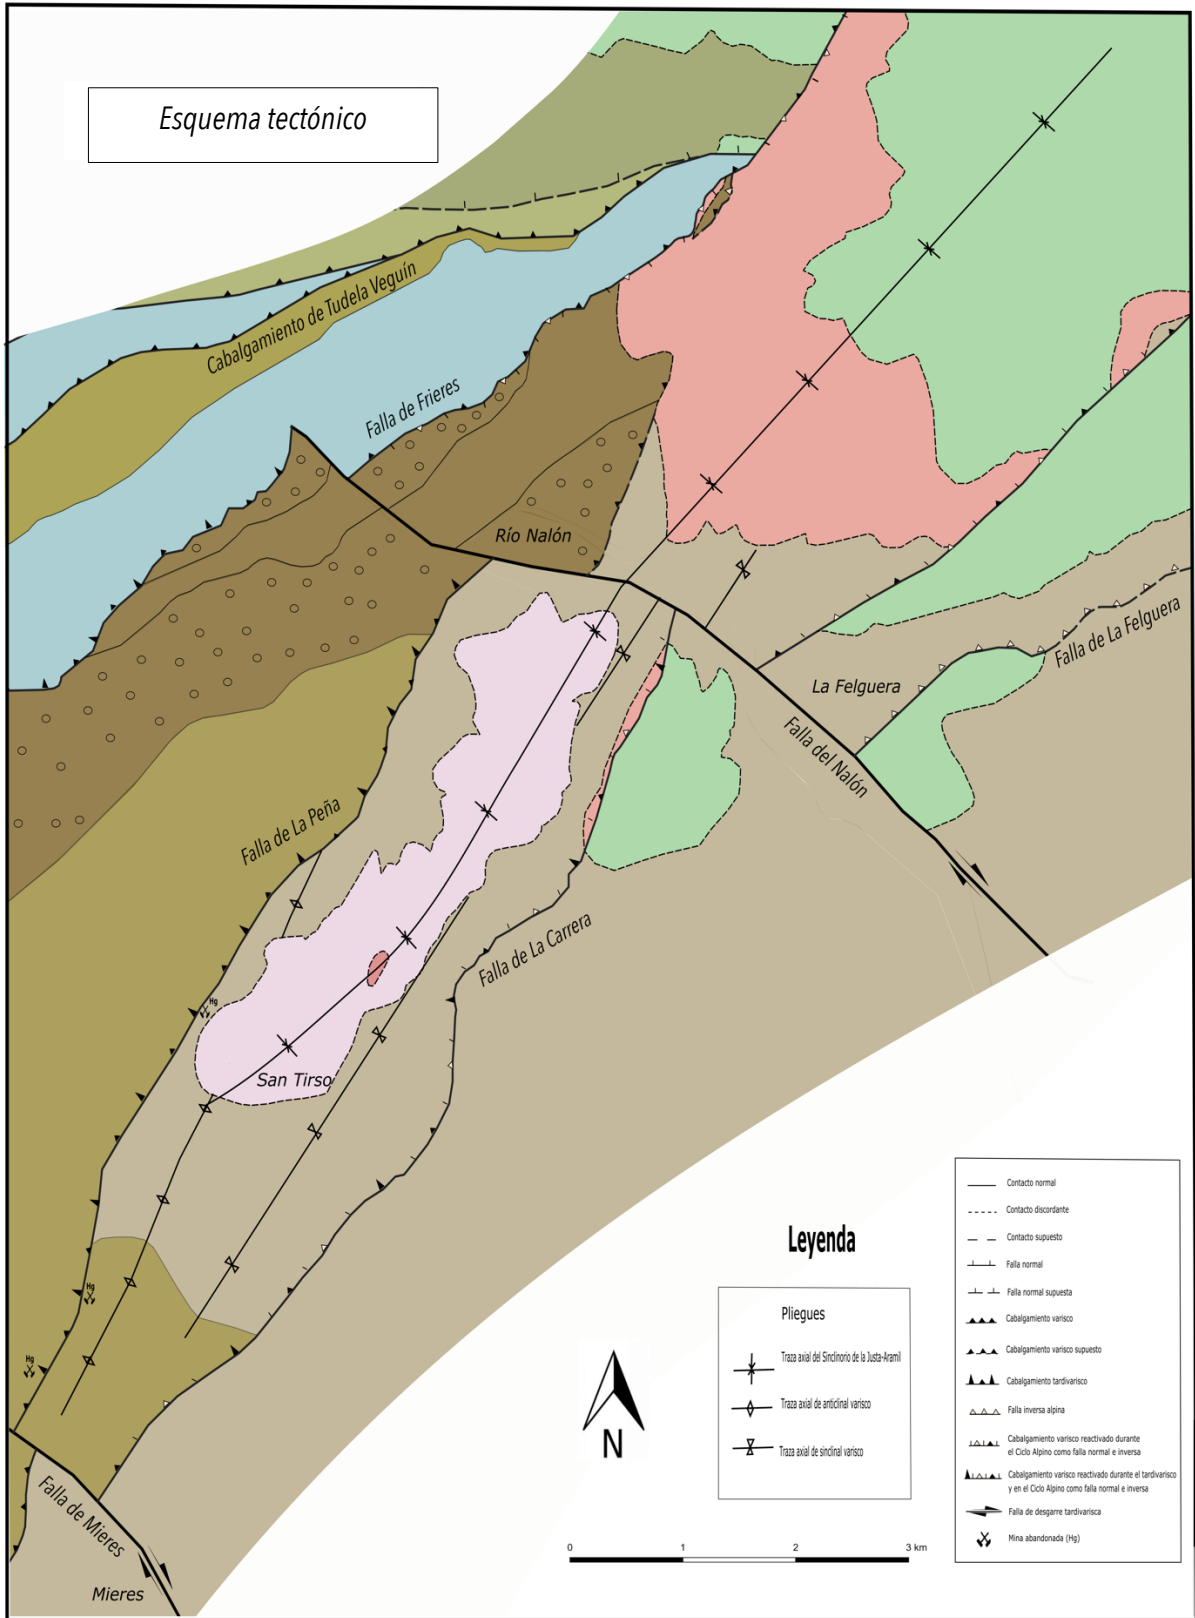 Esquema tectónico
Cabalgamiento de Tudela Veguín
Falla de Frieres
Río Nalón
Falla de La Felguera
La Felguera
Falla del Nalón
Falla de La Peña
Falla de La Carrera
Hg
San Tirso
Hg
Hg
Falla de Mieres
Mieres
Leyenda
Pliegues
Traza axial del Sinclinorio de la Justa-Aramil
Traza axial de anticlinal varisco
Traza axial de sinclinal varisco
N
0 1 2 3 km
Contacto normal
Contacto discordante
Contacto supuesto
Falla normal
Falla normal supuesta
Cabalgamiento varisco
Cabalgamiento varisco supuesto
Cabalgamiento tardivarisco
Falla inversa alpina
Cabalgamiento varisco reactivado durante
el Ciclo Alpino como falla normal e inversa
Cabalgamiento varisco reactivado durante el tardivarisco
y en el Ciclo Alpino como falla normal e inversa
Falla de desgarre tardivarisca
Mina abandonada (Hg)